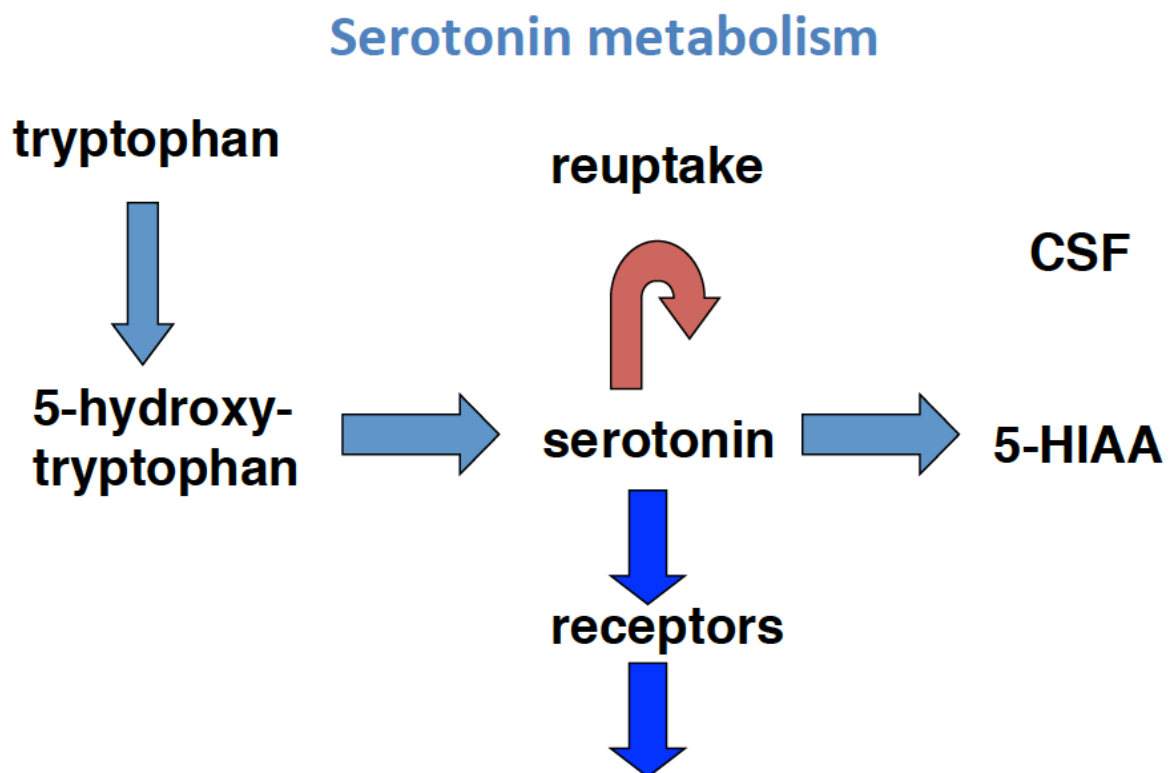 Serotonin metabolism
tryptophan
reuptake
CSF
5-hydroxy-
tryptophan
serotonin
5-HIAA
receptors